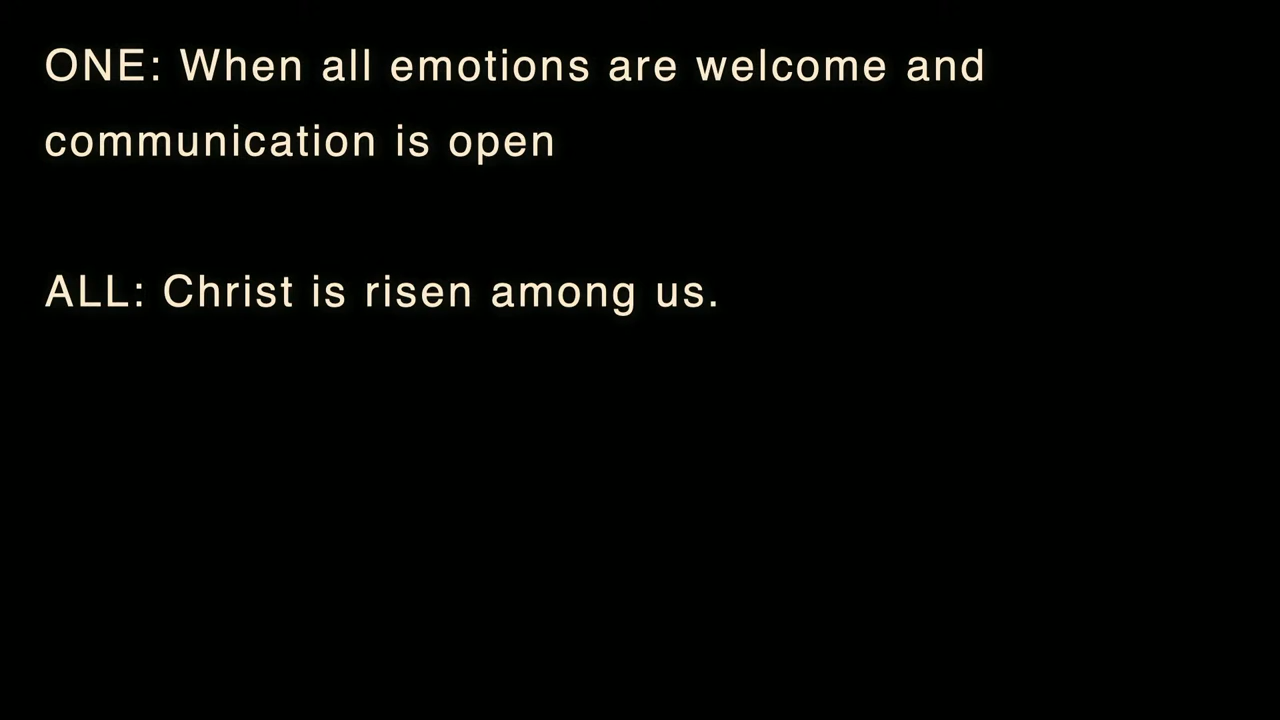 ONE: When all emotions are welcome and
communication is open
ALL: Christ is risen among us.